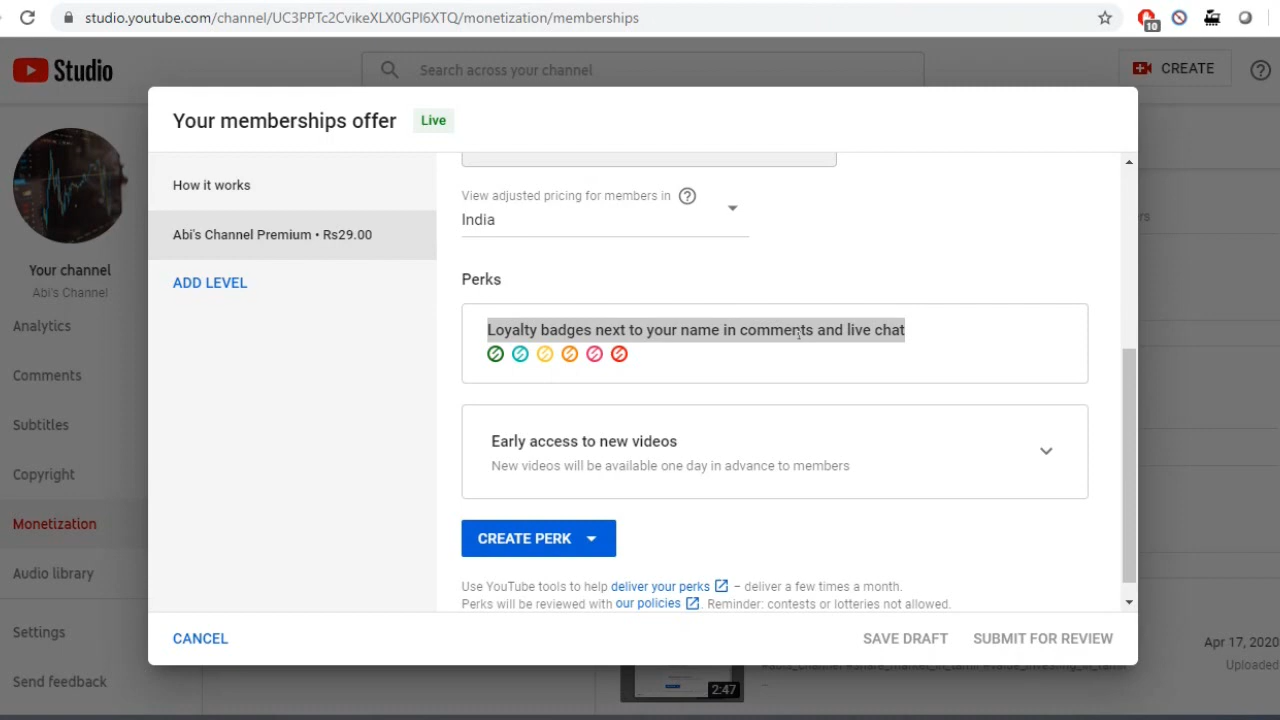 studio.youtube.com/channel/UC3PPTc2CvikeXLX0GPI6XTQ/monetization/memberships
10
Studio
Search across your channel
CREATE
Your memberships offer
Live
How it works
Abi's Channel Premium • Rs29.00
ADD LEVEL
View adjusted pricing for members in
India
Perks
Loyalty badges next to your name in comments and live chat
Early access to new videos
New videos will be available one day in advance to members
CREATE PERK
Use YouTube tools to help deliver your perks – deliver a few times a month.
Perks will be reviewed with our policies . Reminder: contests or lotteries not allowed.
CANCEL
SAVE DRAFT
SUBMIT FOR REVIEW
Your channel
Abi's Channel
Analytics
Comments
Subtitles
Copyright
Monetization
Audio library
Settings
Send feedback
Apr 17, 2020
Uploaded
2:47